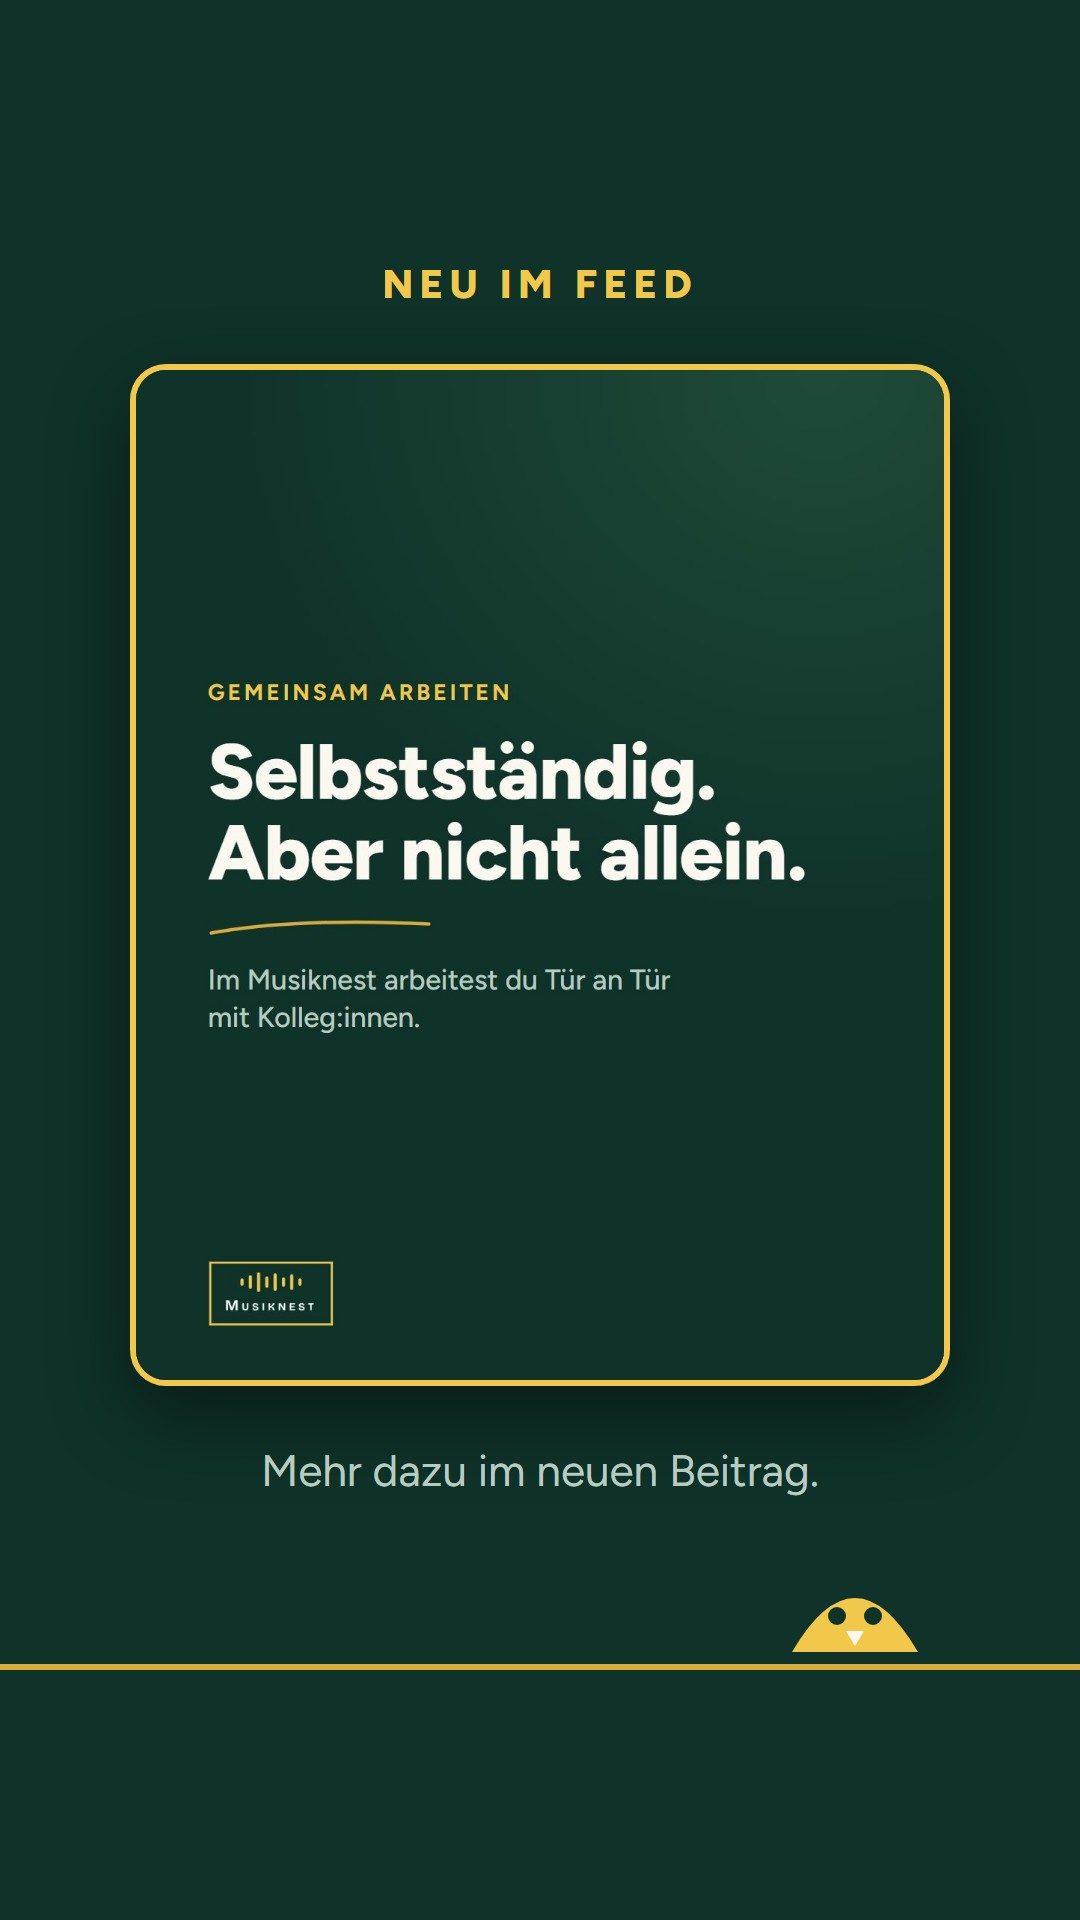 NEU IM FEED
GEMEINSAM ARBEITEN
Selbstständig.
Aber nicht allein.
Im Musiknest arbeitest du Tür an Tür
mit Kolleg:innen.
MUSIKNEST
Mehr dazu im neuen Beitrag.